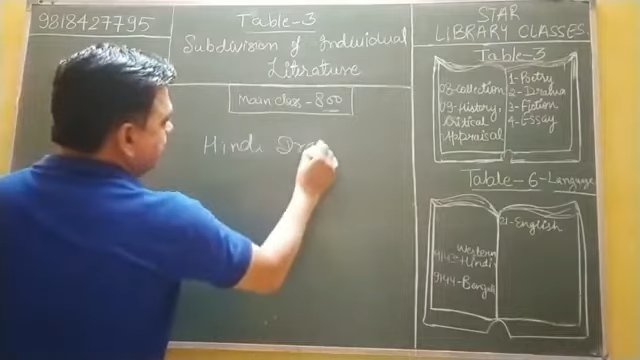 9818427795
Table-3
Subdivision of Individual
Literature
Main class - 800
Hindi Dra
STAR
LIBRARY CLASSES
Table-3
08-Collection
09-History,
Critical
Appraisal
1-Poetry
2-Drama
3-Fiction
4-Essay
Table-6-Language
Western
Hindi
9144-Bengali
21-English